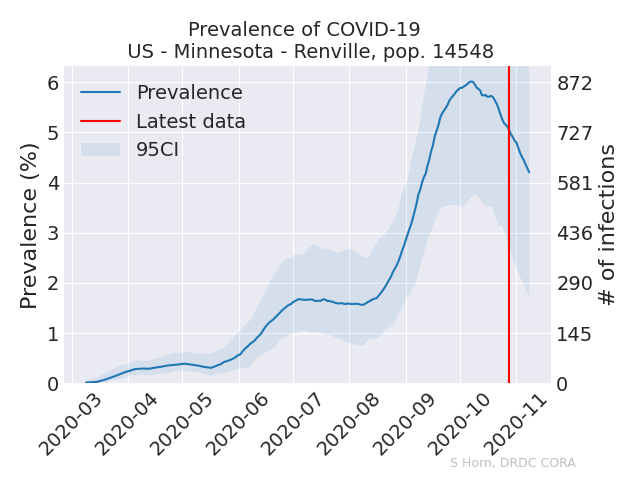 Prevalence of COVID-19
US - Minnesota - Renville, pop. 14548
Prevalence
Latest data
95CI
Prevalence (%)
6
5
4
3
2
1
0
872
727
581
436
290
145
0
# of infections
2020-03
2020-04
2020-05
2020-06
2020-07
2020-08
2020-09
2020-10
2020-11
S Horn, DRDC CORA